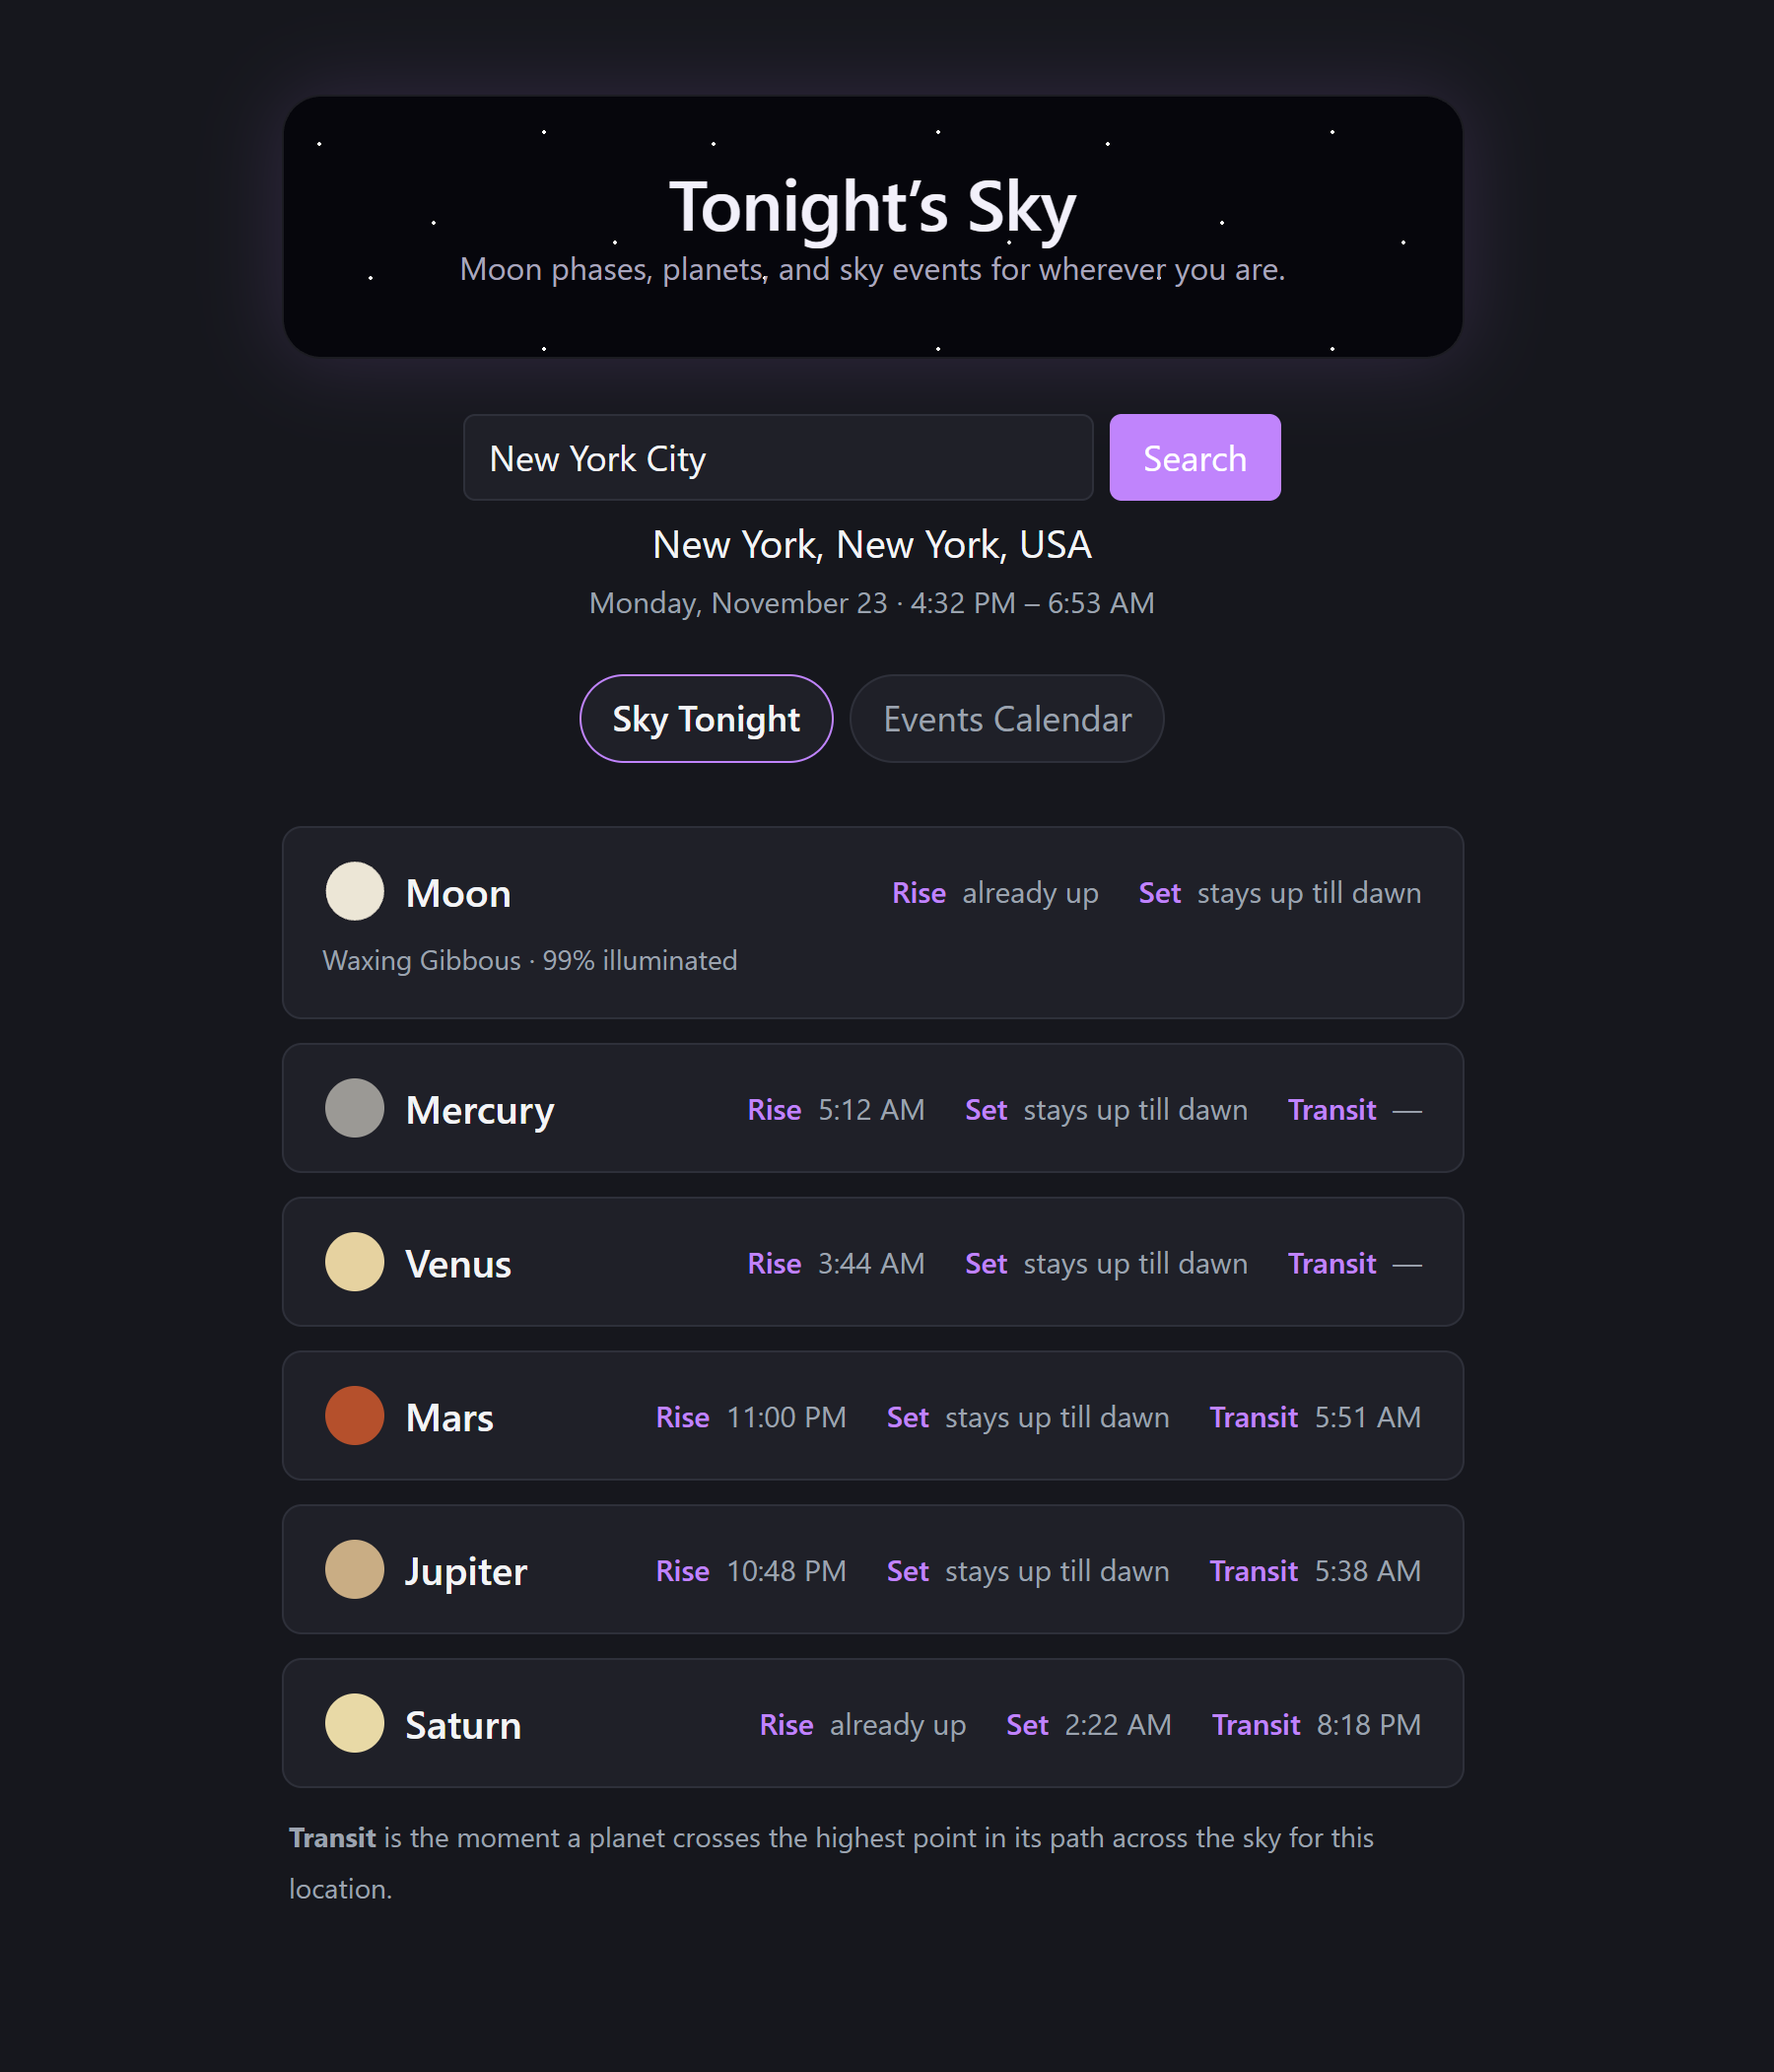 Tonight’s Sky
Moon phases, planets, and sky events for wherever you are.
New York City
Search
New York, New York, USA
Monday, November 23 · 4:32 PM – 6:53 AM
Sky Tonight
Events Calendar
Moon Rise already up Set stays up till dawn
Waxing Gibbous · 99% illuminated
Mercury Rise 5:12 AM Set stays up till dawn Transit —
Venus Rise 3:44 AM Set stays up till dawn Transit —
Mars Rise 11:00 PM Set stays up till dawn Transit 5:51 AM
Jupiter Rise 10:48 PM Set stays up till dawn Transit 5:38 AM
Saturn Rise already up Set 2:22 AM Transit 8:18 PM
Transit is the moment a planet crosses the highest point in its path across the sky for this
location.